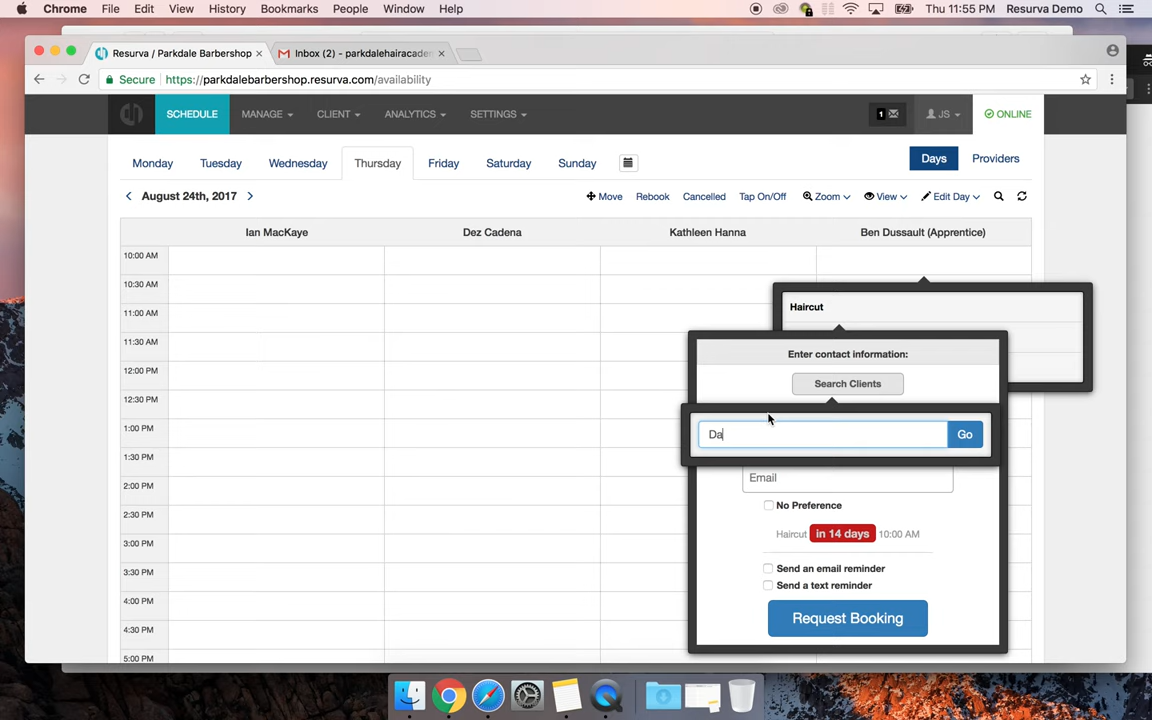 Chrome File Edit View History Bookmarks People Window Help Thu 11:55 PM Resurva Demo
Resurva / Parkdale Barbershop × Inbox (2) - parkdalehairacade ×
Secure https://parkdalebarbershop.resurva.com/availability
SCHEDULE MANAGE CLIENT ANALYTICS SETTINGS 1 JS ONLINE
Monday Tuesday Wednesday Thursday Friday Saturday Sunday Days Providers
August 24th, 2017 Move Rebook Cancelled Tap On/Off Zoom View Edit Day
Ian MacKaye Dez Cadena Kathleen Hanna Ben Dussault (Apprentice)
10:00 AM
10:30 AM
11:00 AM
11:30 AM
12:00 PM
12:30 PM
1:00 PM
1:30 PM
2:00 PM
2:30 PM
3:00 PM
3:30 PM
4:00 PM
4:30 PM
5:00 PM
Haircut
Enter contact information:
Search Clients
Da Go
Email
No Preference
Haircut in 14 days 10:00 AM
Send an email reminder
Send a text reminder
Request Booking